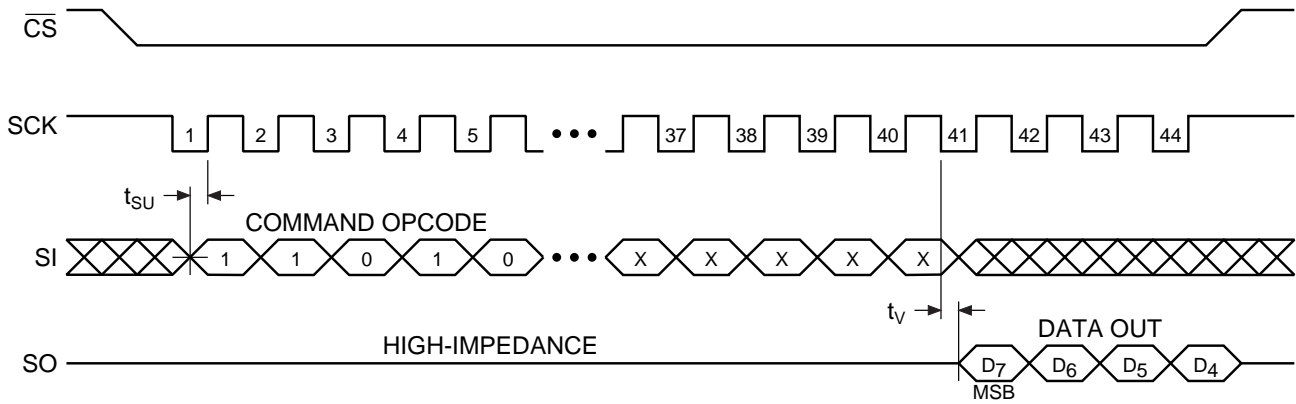 CS
SCK 1 2 3 4 5 ••• 37 38 39 40 41 42 43 44
tSU
COMMAND OPCODE
SI 1 1 0 1 0 ••• X X X X X
tV
DATA OUT
HIGH-IMPEDANCE
SO D7 D6 D5 D4
MSB